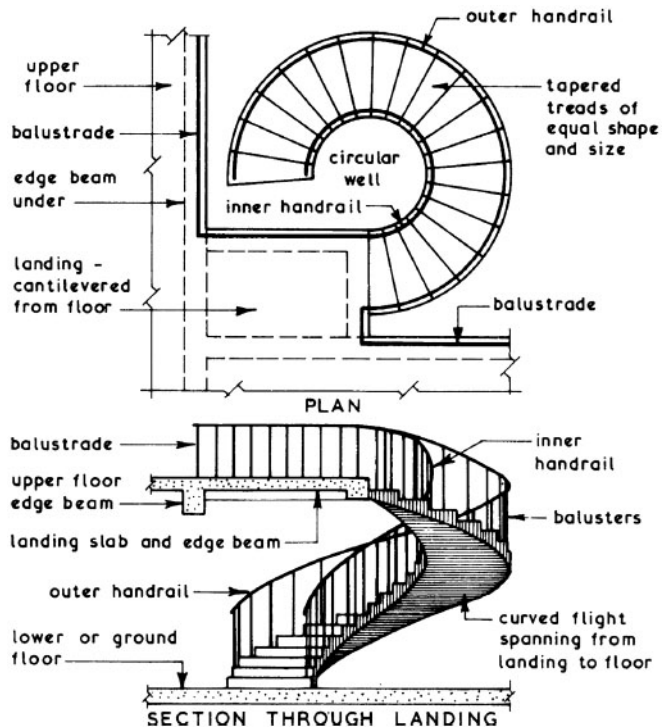 outer handrail
upper
floor
tapered
treads of
equal shape
and size
balustrade
circular
well
edge beam
under
inner handrail
landing -
cantilevered
from floor
balustrade
PLAN
balustrade
inner
handrail
upper floor
edge beam
balusters
landing slab and edge beam
outer handrail
curved flight
spanning from
landing to floor
lower or ground
floor
SECTION THROUGH LANDING